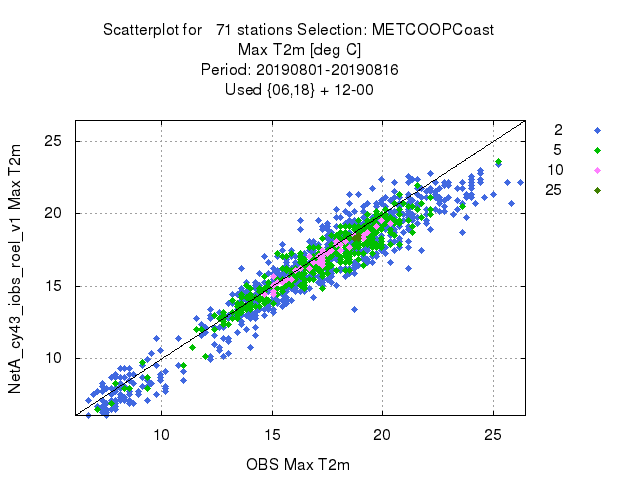 Scatterplot for 71 stations Selection: METCOOPCoast
Max T2m [deg C]
Period: 20190801-20190816
Used {06,18} + 12-00
2
5
10
25
25
20
15
10
NetA_cy43_iobs_roel_v1 Max T2m
10 15 20 25
OBS Max T2m